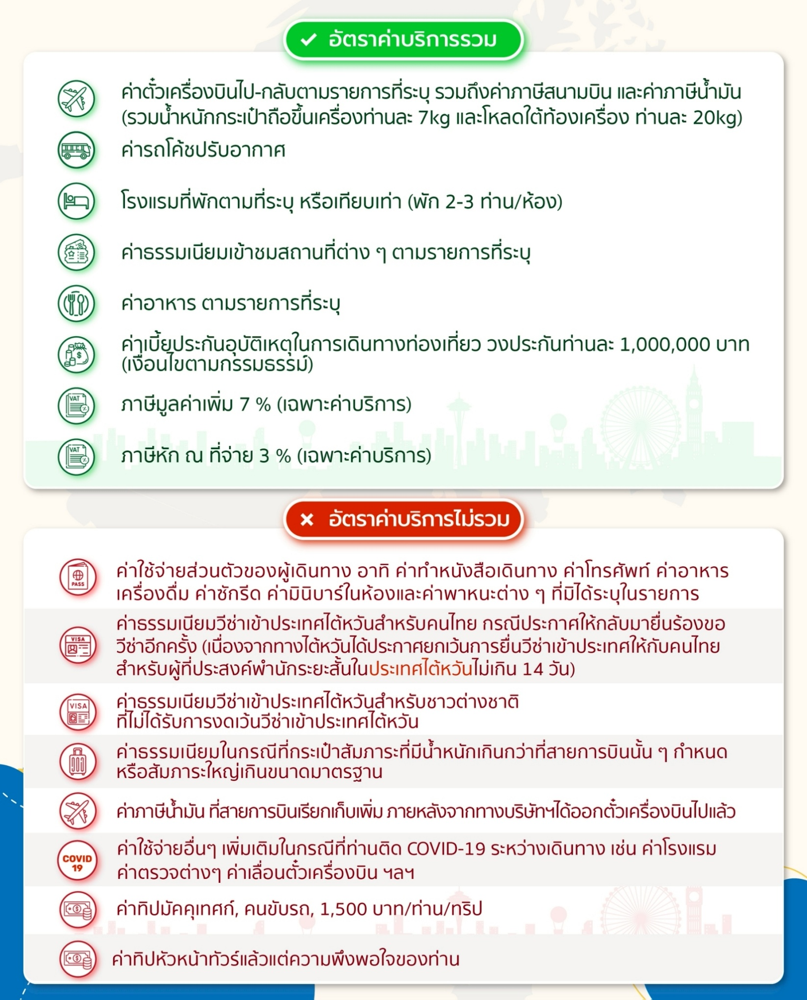 อัตราค่าบริการรวม
ค่าตั๋วเครื่องบินไป-กลับตามรายการที่ระบุ รวมถึงค่าภาษีสนามบิน และค่าภาษีน้ำมัน
(รวมน้ำหนักกระเป๋าถือขึ้นเครื่องท่านละ 7kg และโหลดใต้ท้องเครื่อง ท่านละ 20kg)
ค่ารถโค้ชปรับอากาศ
โรงแรมที่พักตามที่ระบุ หรือเทียบเท่า (พัก 2-3 ท่าน/ห้อง)
ค่าธรรมเนียมเข้าชมสถานที่ต่าง ๆ ตามรายการที่ระบุ
ค่าอาหาร ตามรายการที่ระบุ
ค่าเบี้ยประกันอุบัติเหตุในการเดินทางท่องเที่ยว วงประกันท่านละ 1,000,000 บาท
(เงื่อนไขตามกรรมธรรม์)
VAT
ภาษีมูลค่าเพิ่ม 7 % (เฉพาะค่าบริการ)
VAT
ภาษีหัก ณ ที่จ่าย 3 % (เฉพาะค่าบริการ)
อัตราค่าบริการไม่รวม
PASS
ค่าใช้จ่ายส่วนตัวของผู้เดินทาง อาทิ ค่าทำหนังสือเดินทาง ค่าโทรศัพท์ ค่าอาหาร
เครื่องดื่ม ค่าซักรีด ค่ามินิบาร์ในห้องและค่าพาหนะต่าง ๆ ที่มิได้ระบุในรายการ
VISA
ค่าธรรมเนียมวีซ่าเข้าประเทศไต้หวันสำหรับคนไทย กรณีประกาศให้กลับมายื่นร้องขอ
วีซ่าอีกครั้ง (เนื่องจากทางไต้หวันได้ประกาศยกเว้นการยื่นวีซ่าเข้าประเทศให้กับคนไทย
สำหรับผู้ที่ประสงค์พำนักระยะสั้นในประเทศไต้หวันไม่เกิน 14 วัน)
VISA
ค่าธรรมเนียมวีซ่าเข้าประเทศไต้หวันสำหรับชาวต่างชาติ
ที่ไม่ได้รับการงดเว้นวีซ่าเข้าประเทศไต้หวัน
ค่าธรรมเนียมในกรณีที่กระเป๋าสัมภาระที่มีน้ำหนักเกินกว่าที่สายการบินนั้น ๆ กำหนด
หรือสัมภาระใหญ่เกินขนาดมาตรฐาน
ค่าภาษีน้ำมัน ที่สายการบินเรียกเก็บเพิ่ม ภายหลังจากทางบริษัทฯได้ออกตั๋วเครื่องบินไปแล้ว
COVID
19
ค่าใช้จ่ายอื่นๆ เพิ่มเติมในกรณีที่ท่านติด COVID-19 ระหว่างเดินทาง เช่น ค่าโรงแรม
ค่าตรวจต่างๆ ค่าเลื่อนตั๋วเครื่องบิน ฯลฯ
ค่าทิปมัคคุเทศก์, คนขับรถ, 1,500 บาท/ท่าน/ทริป
ค่าทิปหัวหน้าทัวร์แล้วแต่ความพึงพอใจของท่าน